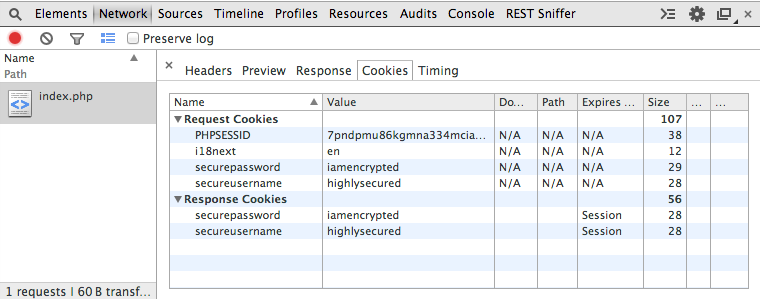 Elements Network Sources Timeline Profiles Resources Audits Console REST Sniffer
Preserve log
Name
Path
index.php
× Headers Preview Response Cookies Timing
Name Value Do... Path Expires ... Size ... ...
Request Cookies 107
PHPSESSID 7pndpmu86kgmna334mcia... N/A N/A N/A 38
i18next en N/A N/A N/A 12
securepassword iamencrypted N/A N/A N/A 29
secureusername highlysecured N/A N/A N/A 28
Response Cookies 56
securepassword iamencrypted Session 28
secureusername highlysecured Session 28
1 requests | 60 B transf...